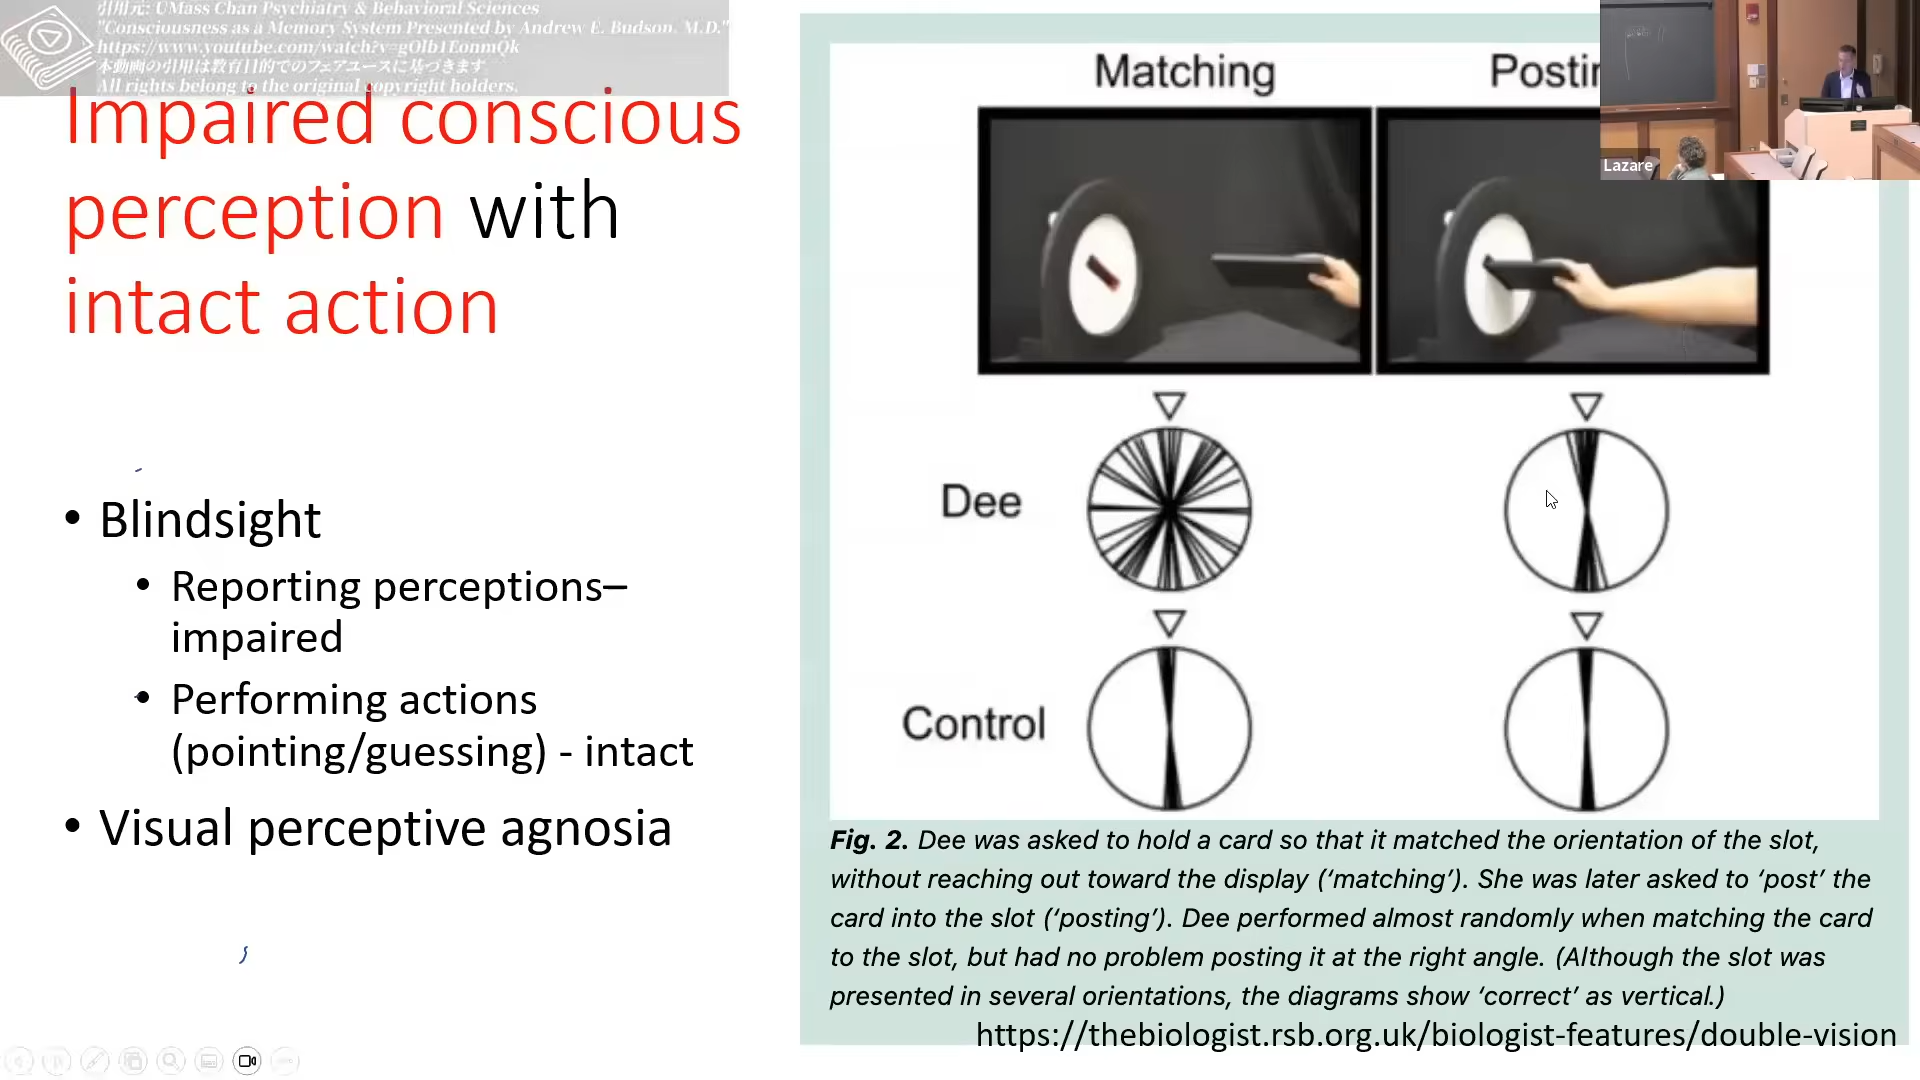 引用元: UMass Chan Psychiatry & Behavioral Sciences
"Consciousness as a Memory System Presented by Andrew E. Budson, M.D."
https://www.youtube.com/watch?v=gOlb1EonmQk
本動画の引用は教育目的でのフェアユースに基づきます
All rights belong to the original copyright holders.
Impaired conscious
perception with
intact action
• Blindsight
• Reporting perceptions–
impaired
• Performing actions
(pointing/guessing) - intact
• Visual perceptive agnosia
Matching
Postin
Lazare
Dee
Control
Fig. 2. Dee was asked to hold a card so that it matched the orientation of the slot,
without reaching out toward the display (‘matching’). She was later asked to ‘post’ the
card into the slot (‘posting’). Dee performed almost randomly when matching the card
to the slot, but had no problem posting it at the right angle. (Although the slot was
presented in several orientations, the diagrams show ‘correct’ as vertical.)
https://thebiologist.rsb.org.uk/biologist-features/double-vision